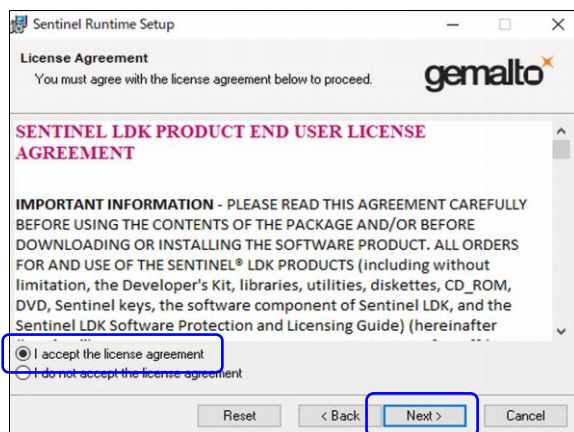 Sentinel Runtime Setup
License Agreement
You must agree with the license agreement below to proceed.
gemalto
SENTINEL LDK PRODUCT END USER LICENSE
AGREEMENT
IMPORTANT INFORMATION - PLEASE READ THIS AGREEMENT CAREFULLY
BEFORE USING THE CONTENTS OF THE PACKAGE AND/OR BEFORE
DOWNLOADING OR INSTALLING THE SOFTWARE PRODUCT. ALL ORDERS
FOR AND USE OF THE SENTINEL® LDK PRODUCTS (including without
limitation, the Developer's Kit, libraries, utilities, diskettes, CD_ROM,
DVD, Sentinel keys, the software component of Sentinel LDK, and the
Sentinel LDK Software Protection and Licensing Guide) (hereinafter
I accept the license agreement
I do not accept the license agreement
Reset
< Back
Next >
Cancel